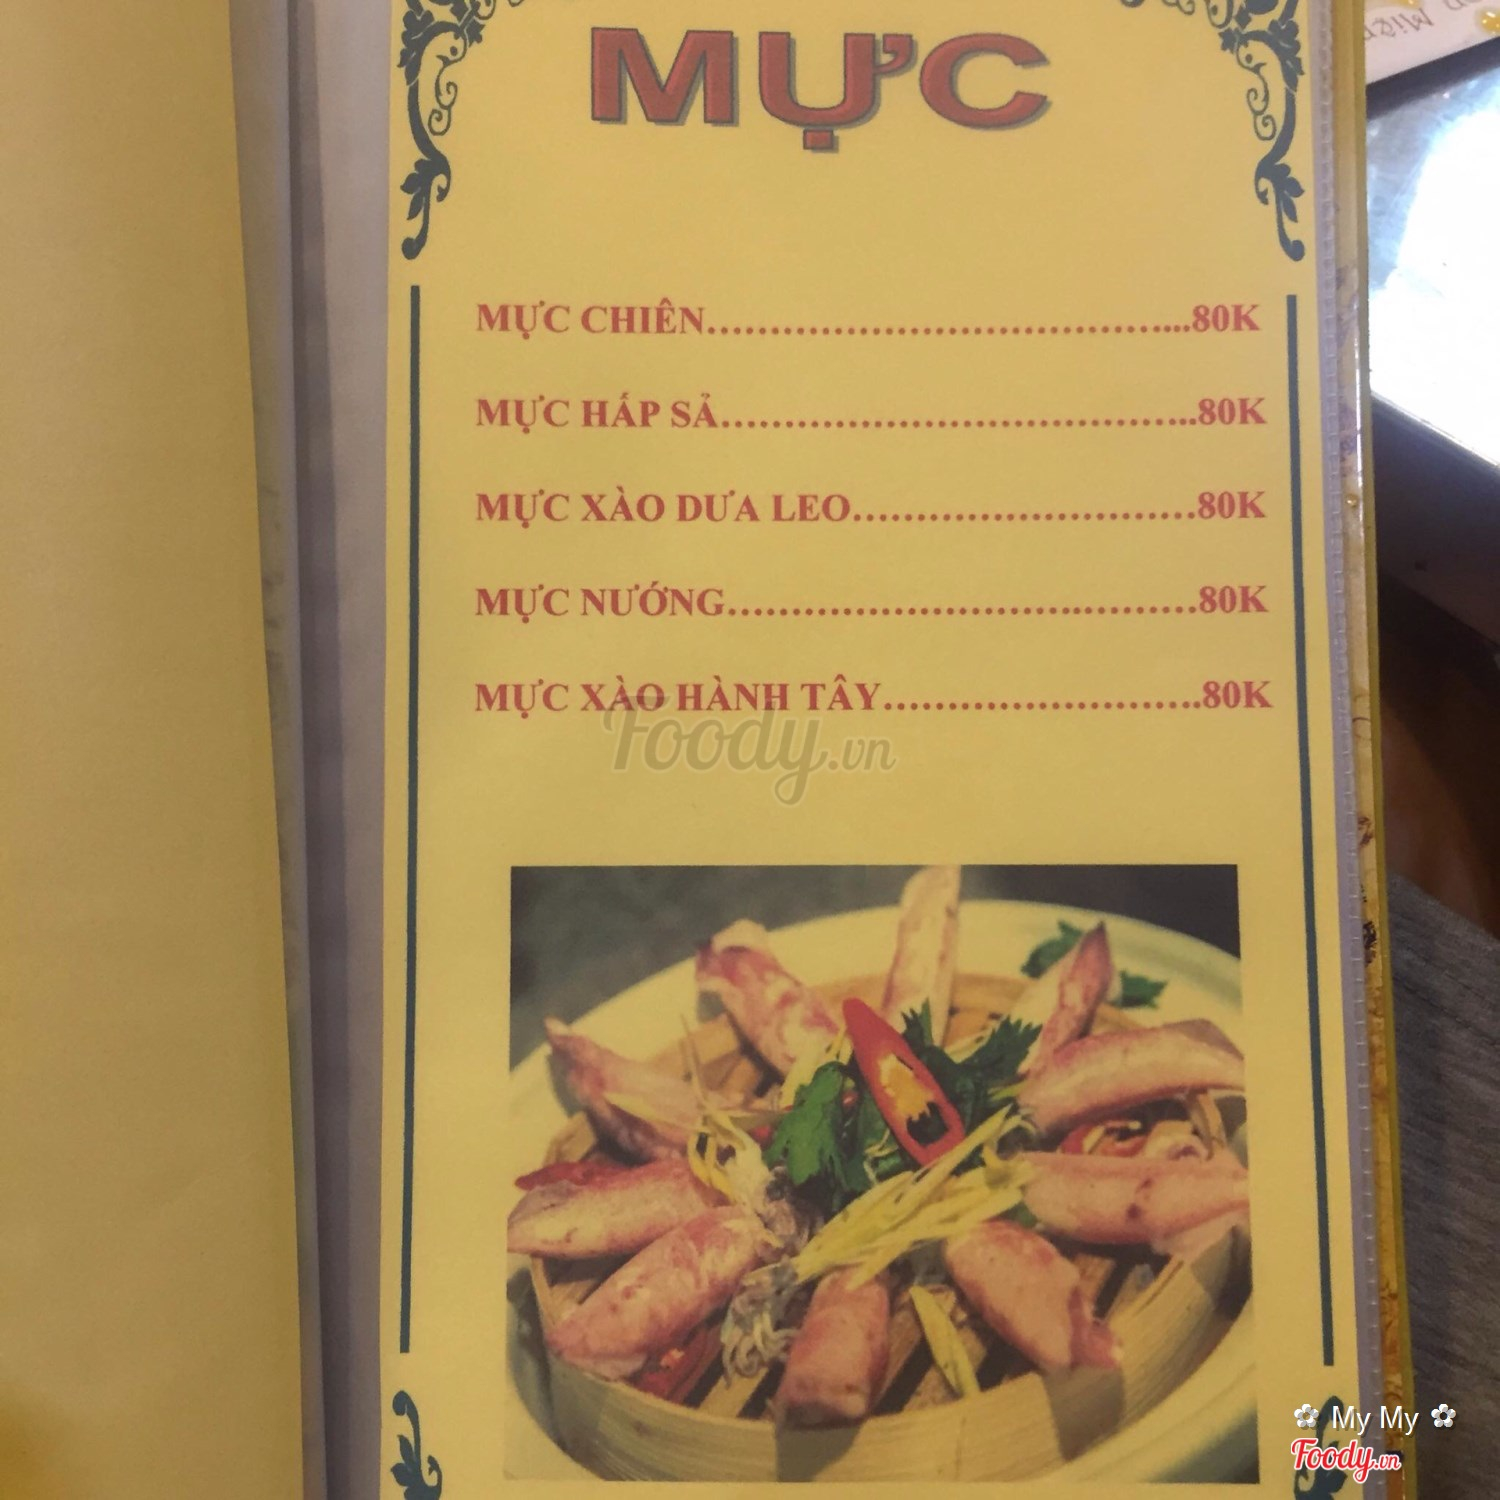 MỰC
MỰC CHIÊN.......................................80K
MỰC HẤP SẢ.......................................80K
MỰC XÀO DƯA LEO...........................80K
MỰC NƯỚNG.....................................80K
MỰC XÀO HÀNH TÂY.........................80K
Foody.vn
✿ My My ✿
Foody.vn